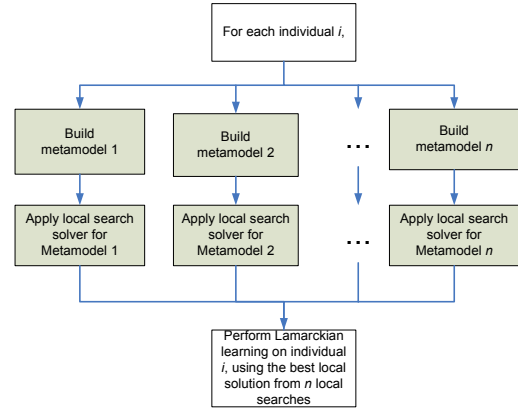 For each individual i,
Build
metamodel 1
Build
metamodel 2
...
Build
metamodel n
Apply local search
solver for
Metamodel 1
Apply local search
solver for
Metamodel 2
...
Apply local search
solver for
Metamodel n
Perform Lamarckian
learning on individual
i, using the best local
solution from n local
searches